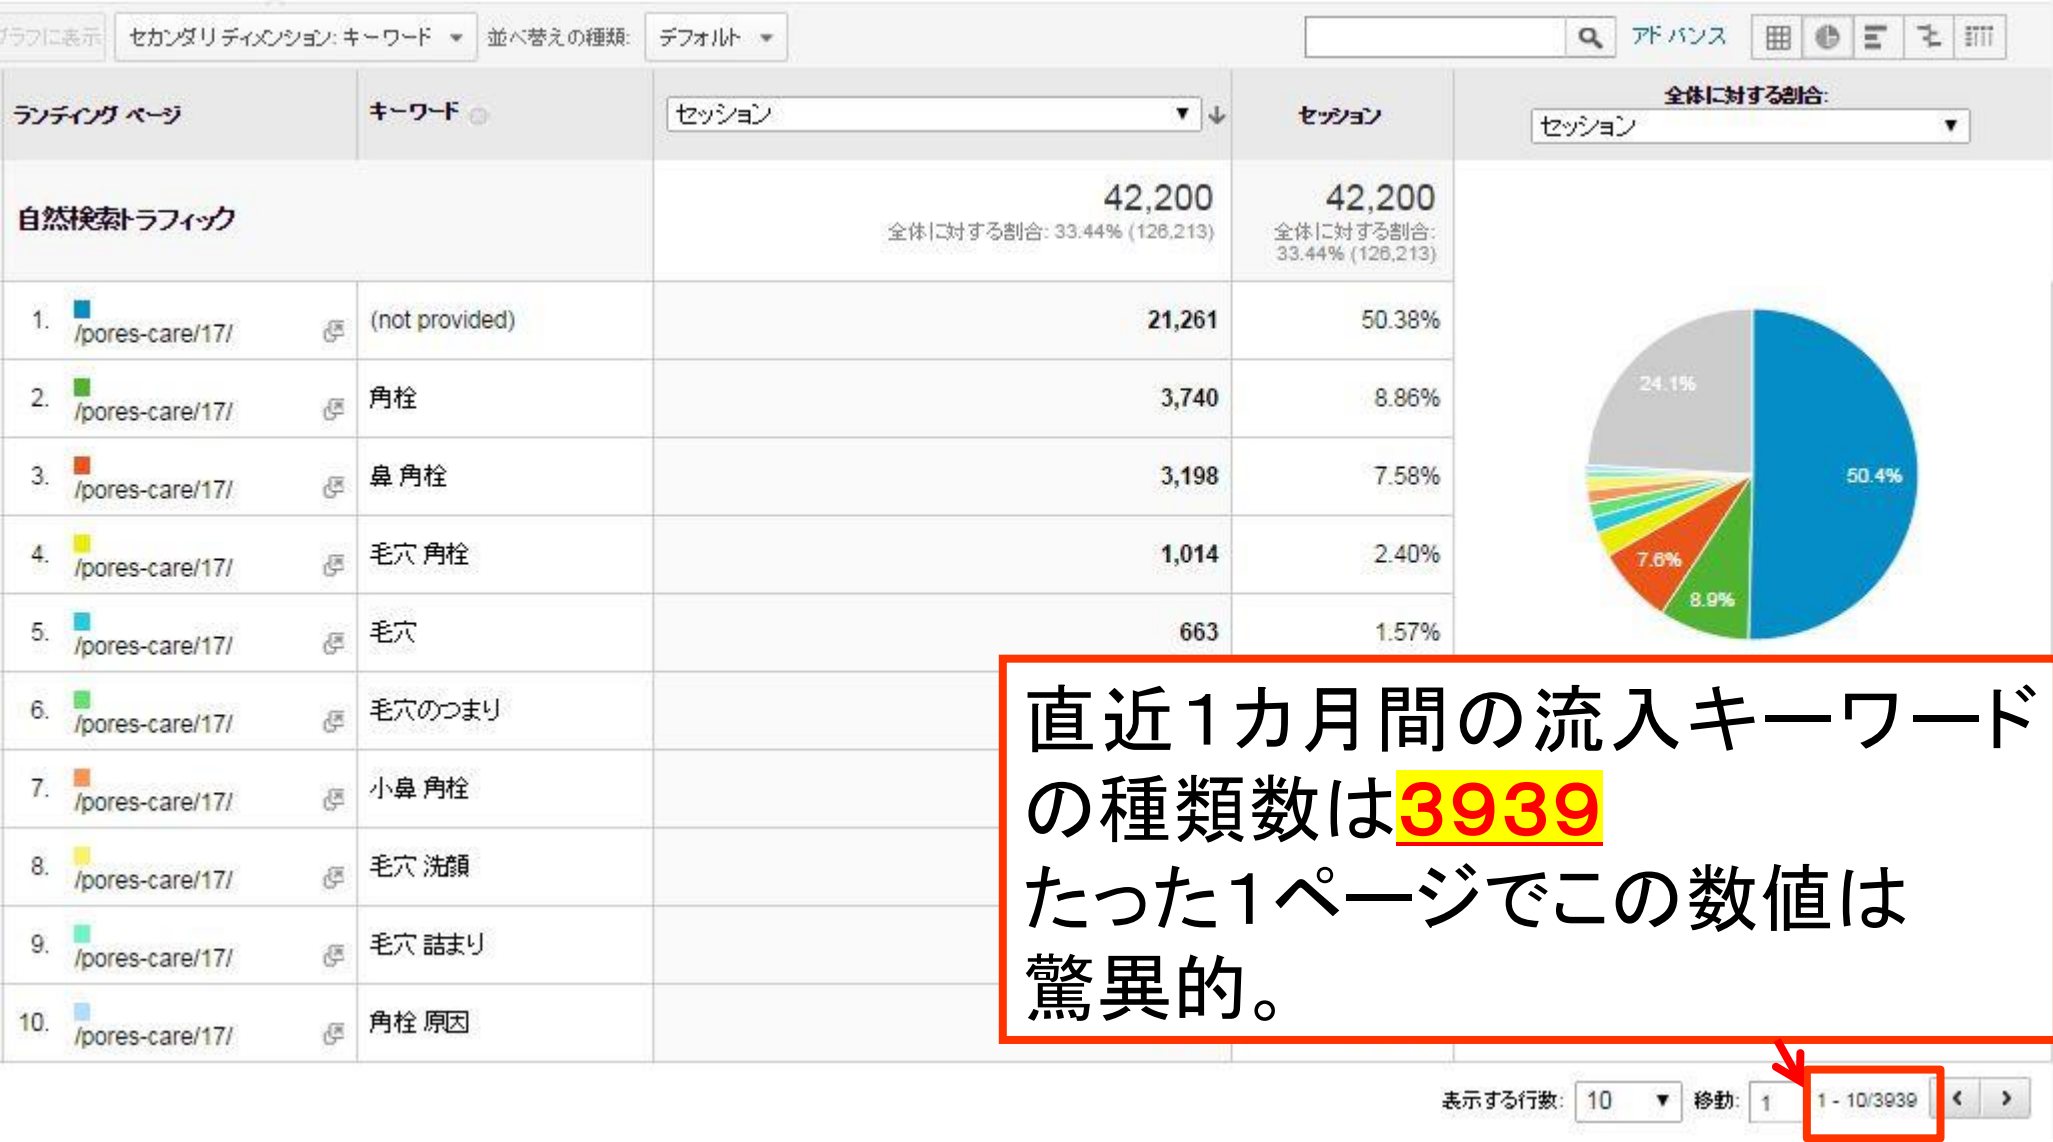 グラフに表示 セカンダリ ディメンション: キーワード 並べ替えの種類: デフォルト アドバンス
全体に対する割合:
ランディング ページ キーワード セッション セッション セッション
自然検索トラフィック 42,200 42,200
全体に対する割合: 33.44% (126,213) 全体に対する割合:
33.44% (126,213)
1. /pores-care/17/ (not provided) 21,261 50.38%
2. /pores-care/17/ 角栓 3,740 8.86%
3. /pores-care/17/ 鼻 角栓 3,198 7.58%
4. /pores-care/17/ 毛穴 角栓 1,014 2.40%
5. /pores-care/17/ 毛穴 663 1.57%
6. /pores-care/17/ 毛穴のつまり
7. /pores-care/17/ 小鼻 角栓
8. /pores-care/17/ 毛穴 洗顔
9. /pores-care/17/ 毛穴 詰まり
10. /pores-care/17/ 角栓 原因
24.1%
50.4%
7.6%
8.9%
直近1カ月間の流入キーワード
の種類数は3939
たった1ページでこの数値は
驚異的。
表示する行数: 10 移動: 1 1 - 10/3939